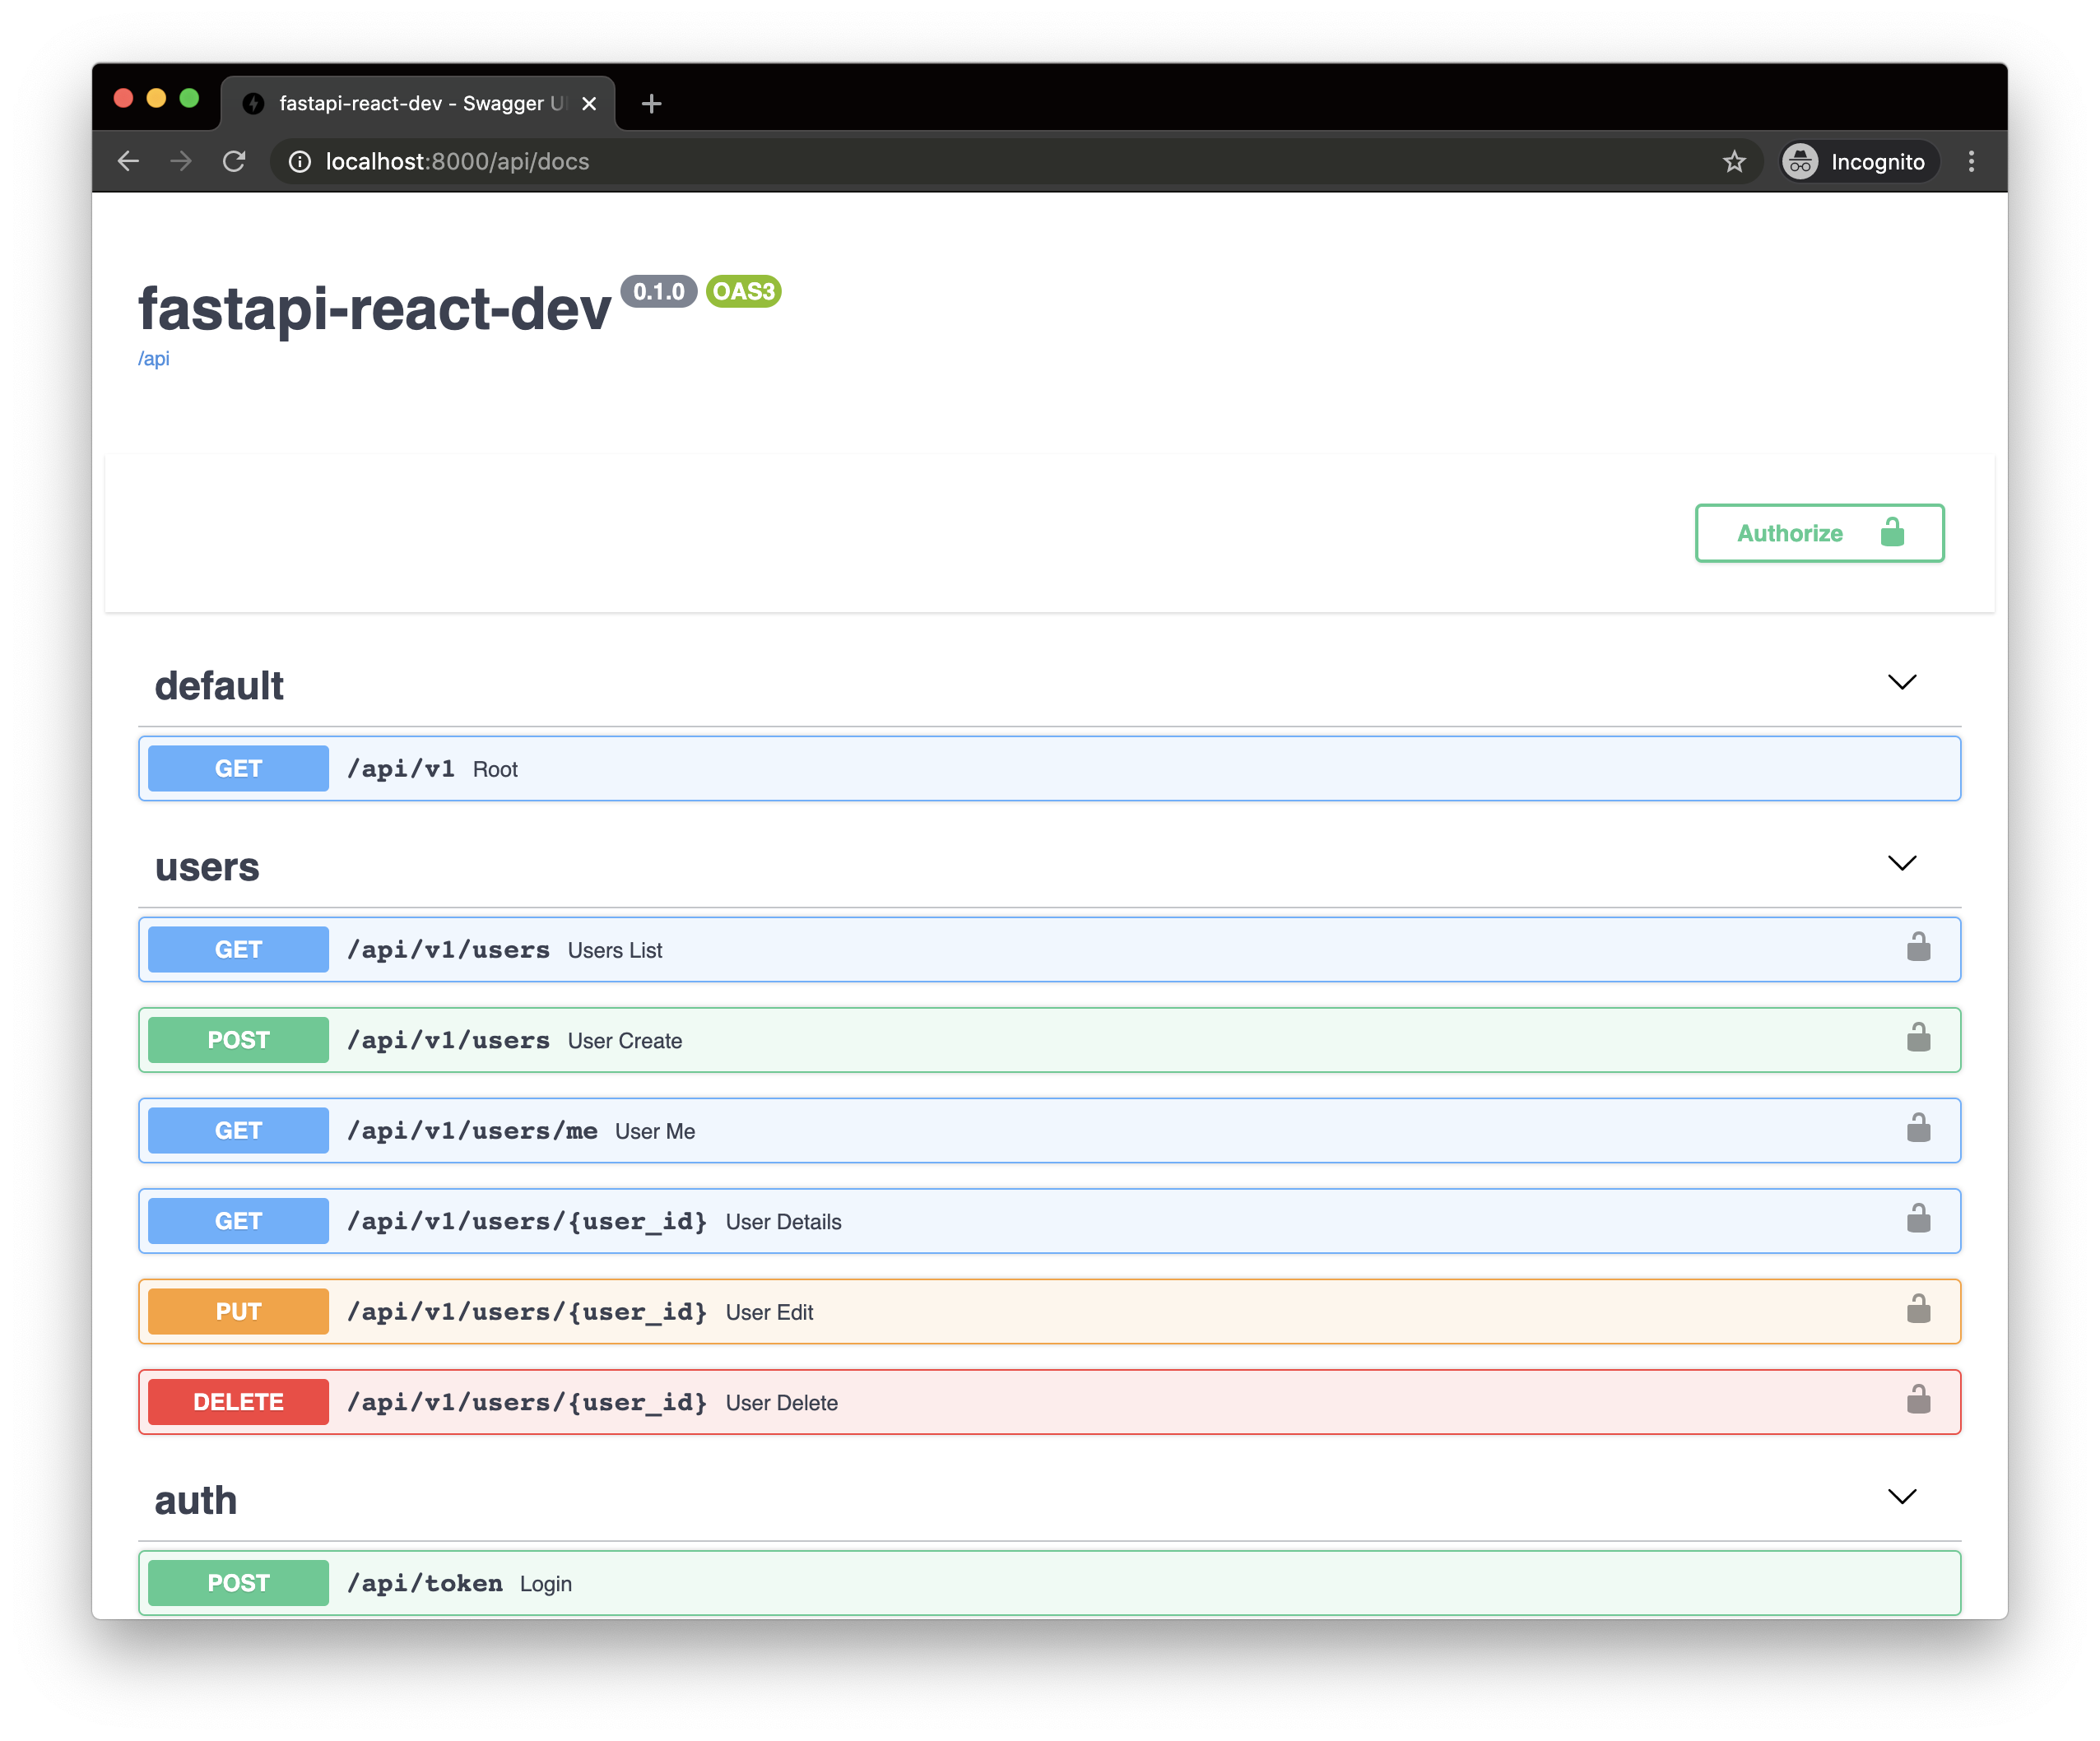 fastapi-react-dev - Swagger U
localhost:8000/api/docs
Incognito
fastapi-react-dev 0.1.0 OAS3
/api
Authorize
default
GET /api/v1 Root
users
GET /api/v1/users Users List
POST /api/v1/users User Create
GET /api/v1/users/me User Me
GET /api/v1/users/{user_id} User Details
PUT /api/v1/users/{user_id} User Edit
DELETE /api/v1/users/{user_id} User Delete
auth
POST /api/token Login